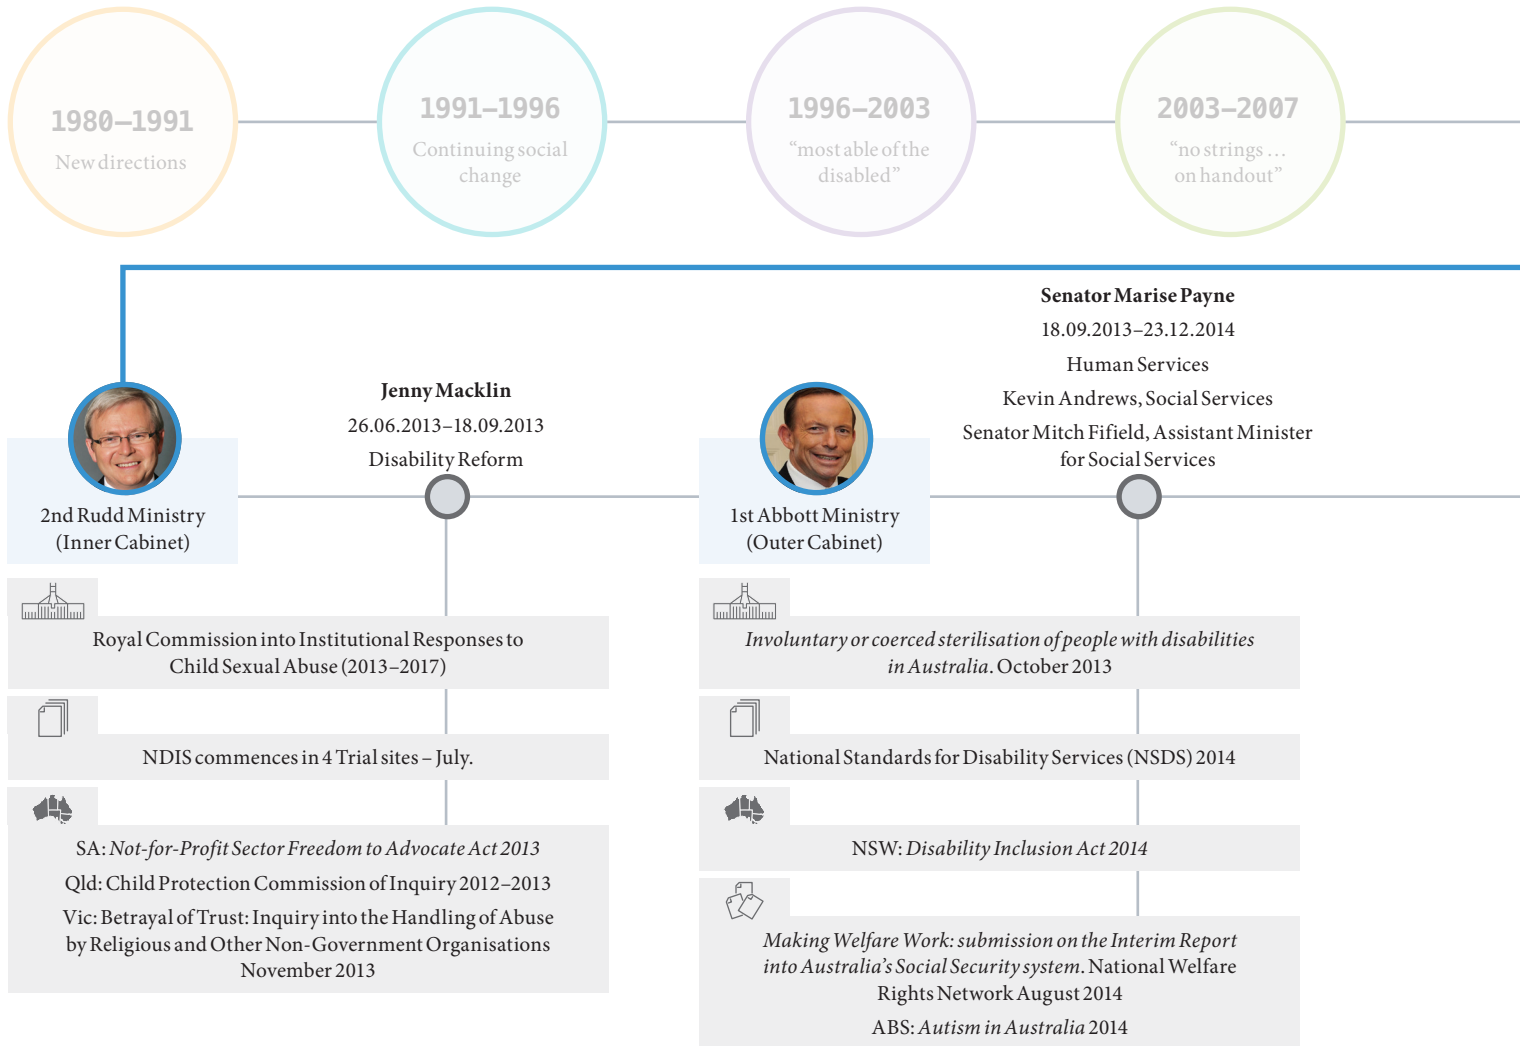 1980–1991
New directions
1991–1996
Continuing social
change
1996–2003
“most able of the
disabled”
2003–2007
“no strings …
on handout”
2nd Rudd Ministry
(Inner Cabinet)
Jenny Macklin
26.06.2013–18.09.2013
Disability Reform
Royal Commission into Institutional Responses to
Child Sexual Abuse (2013–2017)
NDIS commences in 4 Trial sites – July.
SA: Not-for-Profit Sector Freedom to Advocate Act 2013
Qld: Child Protection Commission of Inquiry 2012–2013
Vic: Betrayal of Trust: Inquiry into the Handling of Abuse
by Religious and Other Non-Government Organisations
November 2013
1st Abbott Ministry
(Outer Cabinet)
Senator Marise Payne
18.09.2013–23.12.2014
Human Services
Kevin Andrews, Social Services
Senator Mitch Fifield, Assistant Minister
for Social Services
Involuntary or coerced sterilisation of people with disabilities
in Australia. October 2013
National Standards for Disability Services (NSDS) 2014
NSW: Disability Inclusion Act 2014
Making Welfare Work: submission on the Interim Report
into Australia’s Social Security system. National Welfare
Rights Network August 2014
ABS: Autism in Australia 2014